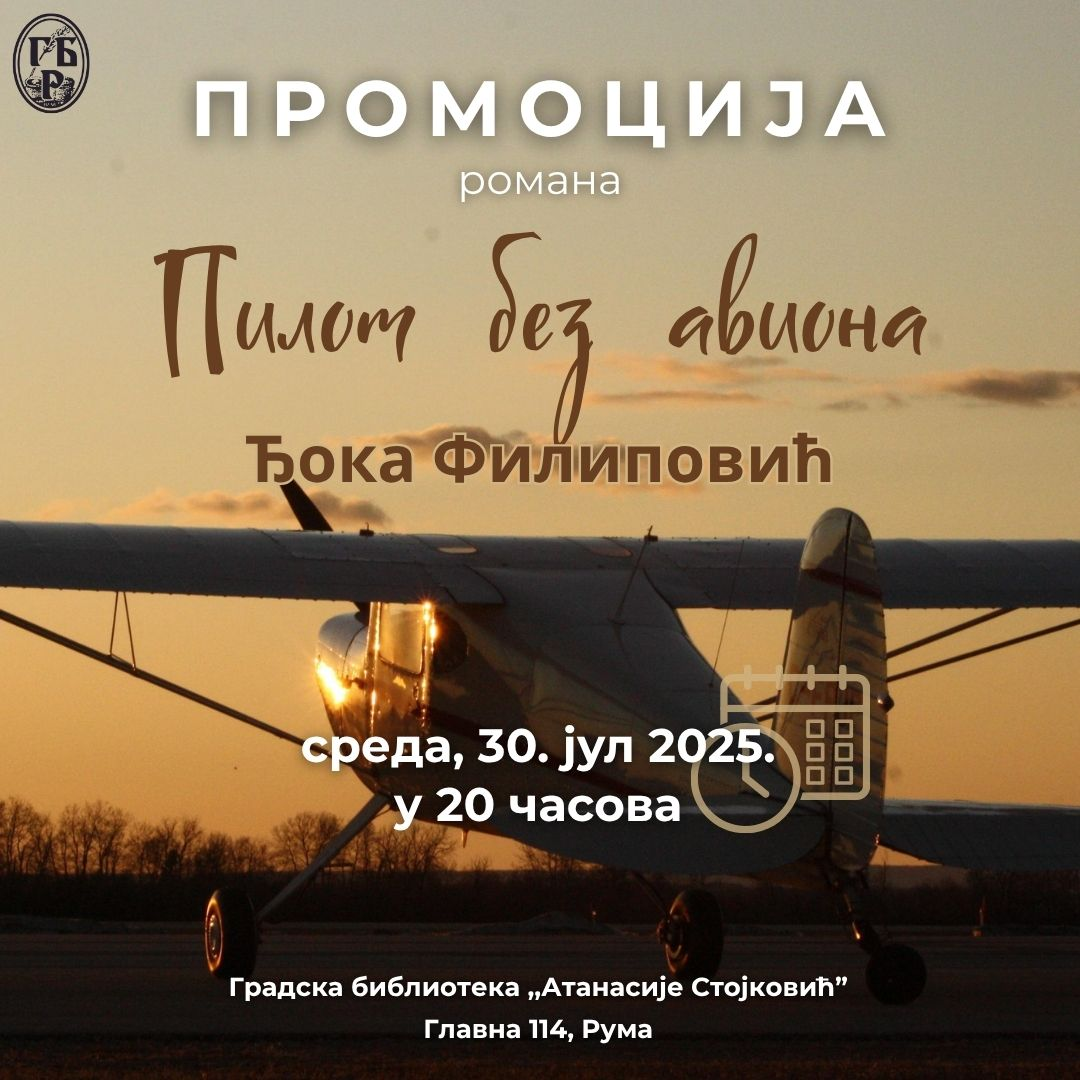 ГБ
Р
ПРОМОЦИЈА
романа
Пилот без авиона
Ђока Филиповић
среда, 30. јул 2025.
у 20 часова
Градска библиотека ,,Атанасије Стојковић”
Главна 114, Рума